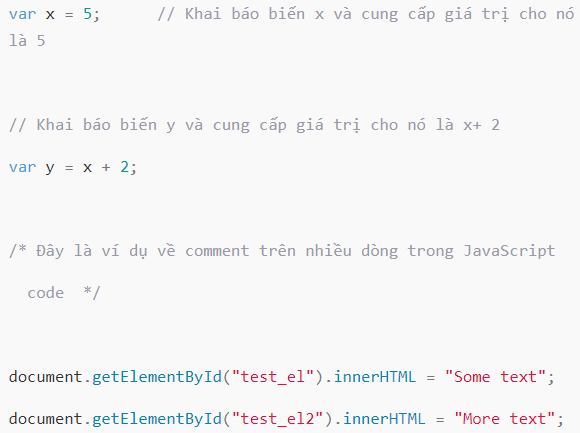 var x = 5;      // Khai báo biến x và cung cấp giá trị cho nó
là 5
// Khai báo biến y và cung cấp giá trị cho nó là x+ 2
var y = x + 2;
/* Đây là ví dụ về comment trên nhiều dòng trong JavaScript
  code  */
document.getElementById("test_el").innerHTML = "Some text";
document.getElementById("test_el2").innerHTML = "More text";